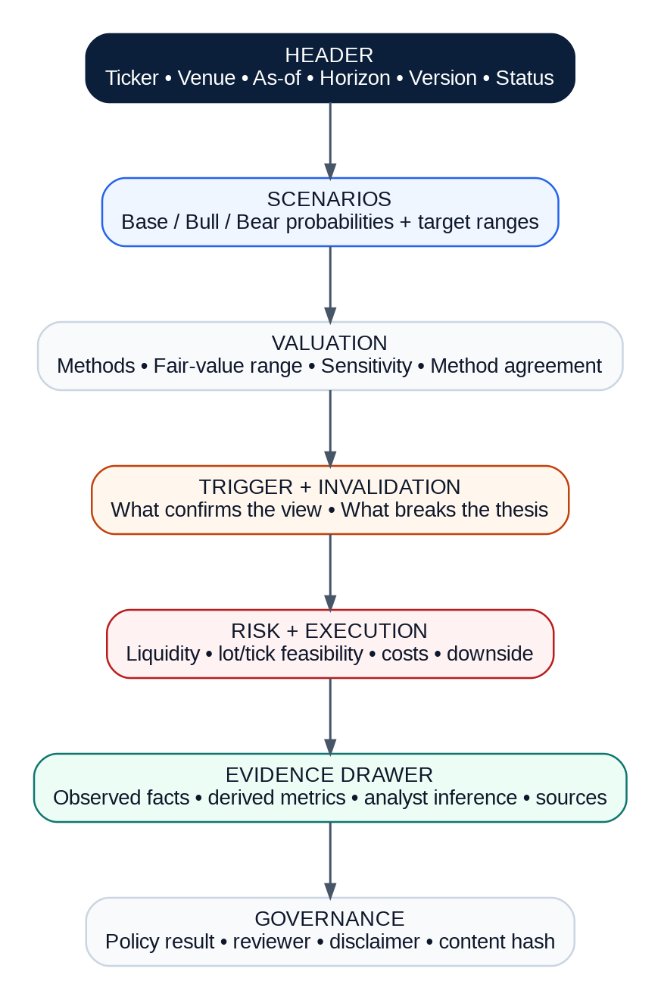 HEADER
Ticker • Venue • As-of • Horizon • Version • Status
SCENARIOS
Base / Bull / Bear probabilities + target ranges
VALUATION
Methods • Fair-value range • Sensitivity • Method agreement
TRIGGER + INVALIDATION
What confirms the view • What breaks the thesis
RISK + EXECUTION
Liquidity • lot/tick feasibility • costs • downside
EVIDENCE DRAWER
Observed facts • derived metrics • analyst inference • sources
GOVERNANCE
Policy result • reviewer • disclaimer • content hash